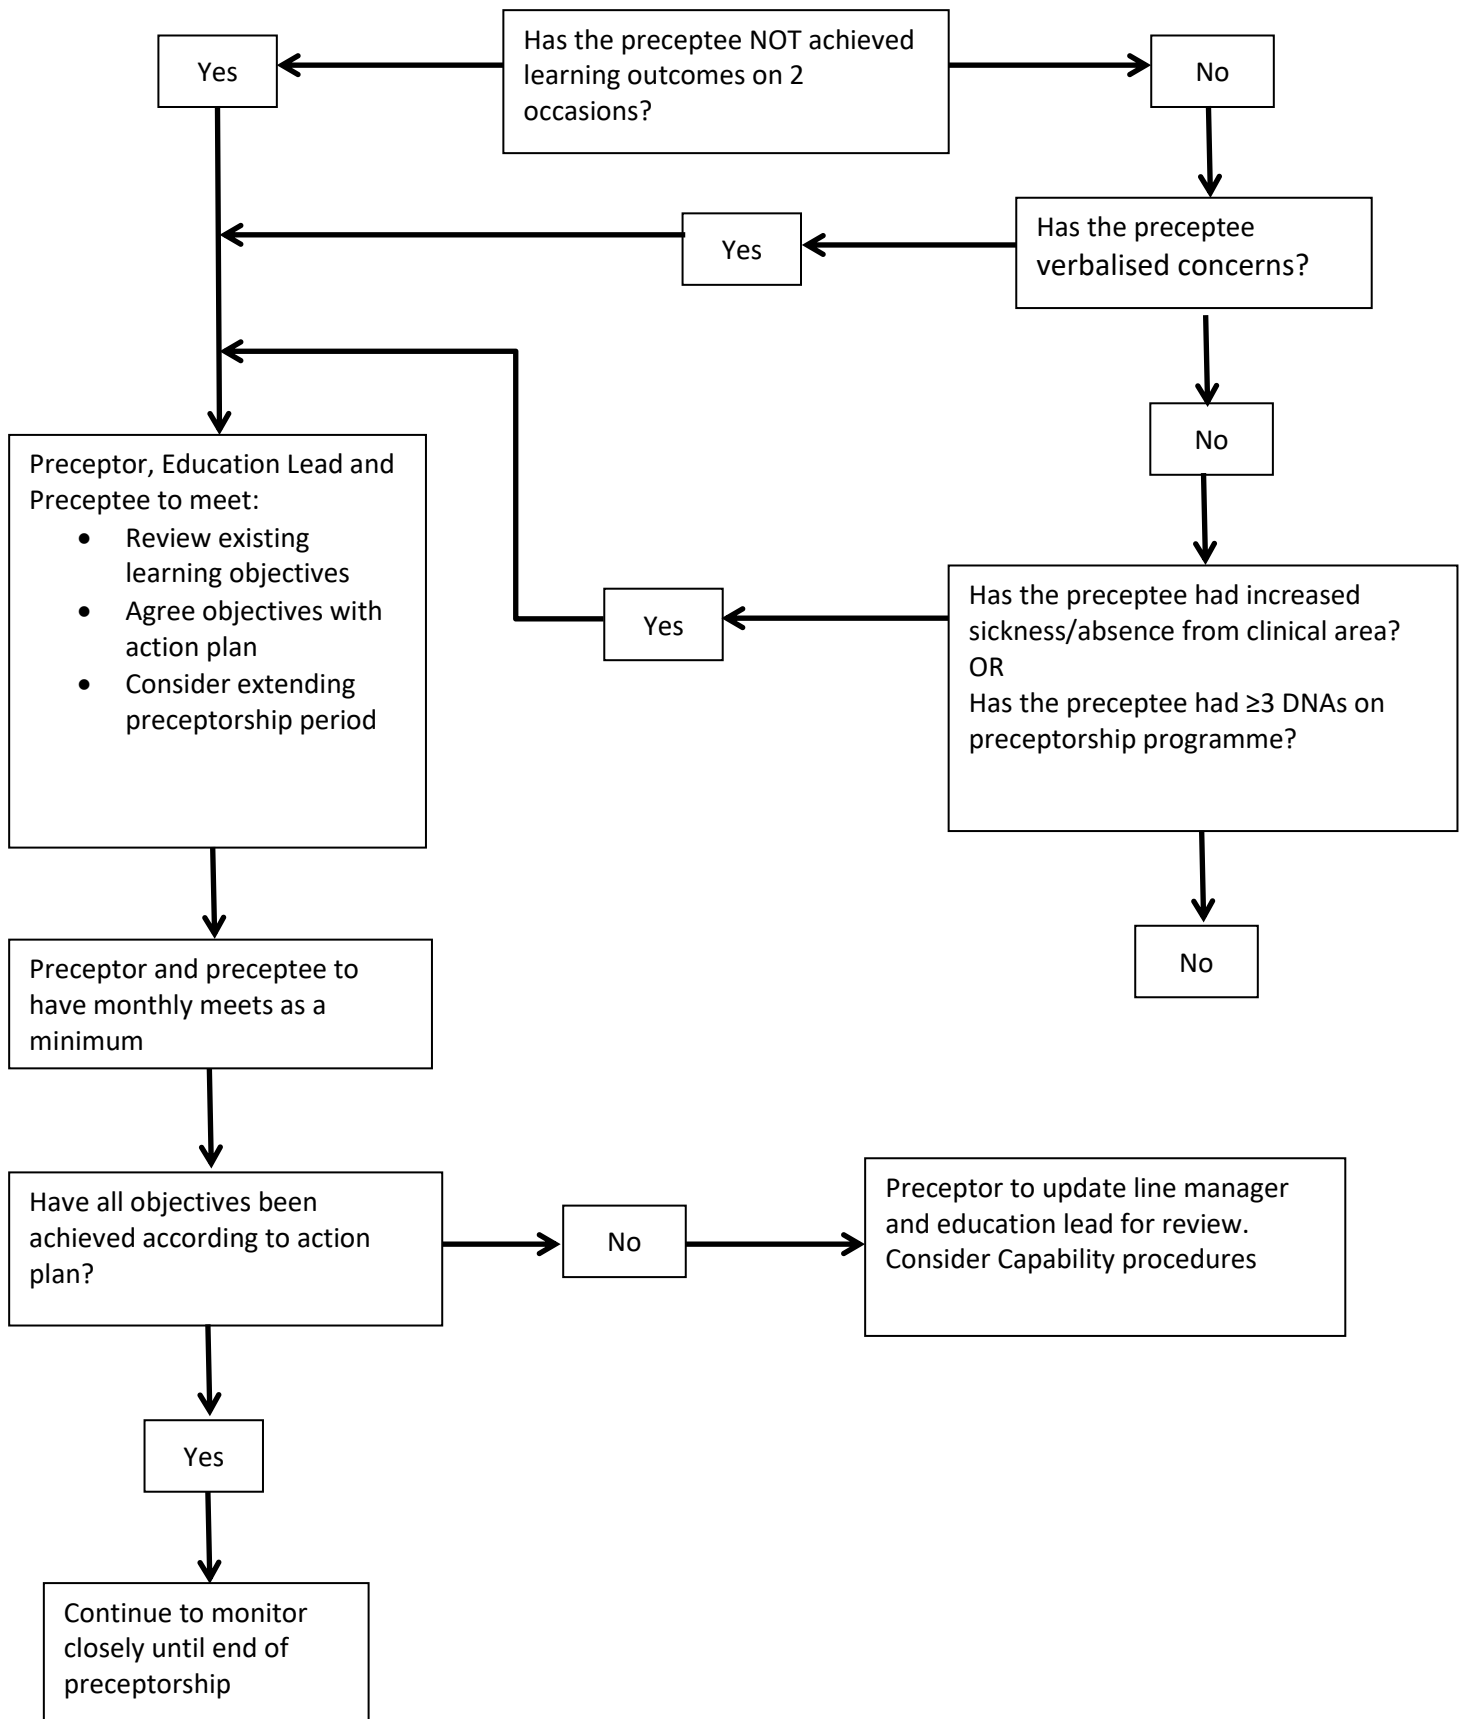 Has the preceptee NOT achieved
learning outcomes on 2
occasions?
Yes
No
Has the preceptee
verbalised concerns?
Yes
No
Preceptor, Education Lead and
Preceptee to meet:
• Review existing
learning objectives
• Agree objectives with
action plan
• Consider extending
preceptorship period
Yes
Has the preceptee had increased
sickness/absence from clinical area?
OR
Has the preceptee had ≥3 DNAs on
preceptorship programme?
No
Preceptor and preceptee to
have monthly meets as a
minimum
Have all objectives been
achieved according to action
plan?
No
Preceptor to update line manager
and education lead for review.
Consider Capability procedures
Yes
Continue to monitor
closely until end of
preceptorship